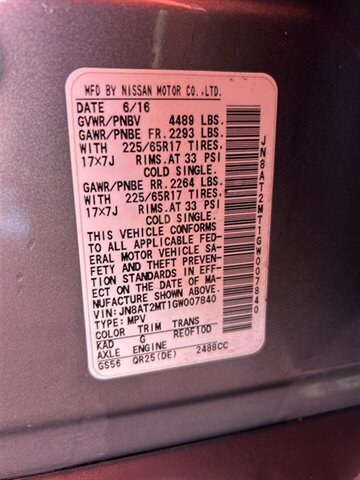 MFD BY NISSAN MOTOR CO.,LTD.
DATE 6/16
GVWR/PNBV 4489 LBS.
GAWR/PNBE FR. 2293 LBS.
WITH 225/65R17 TIRES,
17×7J RIMS.AT 33 PSI
COLD SINGLE.
GAWR/PNBE RR. 2264 LBS.
WITH 225/65R17 TIRES,
17×7J RIMS.AT 33 PSI
COLD SINGLE.
THIS VEHICLE CONFORMS
TO ALL APPLICABLE FED-
ERAL MOTOR VEHICLE SA-
FETY AND THEFT PREVEN-
TION STANDARDS IN EFF-
ECT ON THE DATE OF MA-
NUFACTURE SHOWN ABOVE.
VIN:JN8AT2MT1GW007840
TYPE:MPV
COLOR TRIM TRANS
KAD G RE0F10D
AXLE ENGINE
GS56 QR25(DE) 2488CC
JN8AT2MT1GW007840